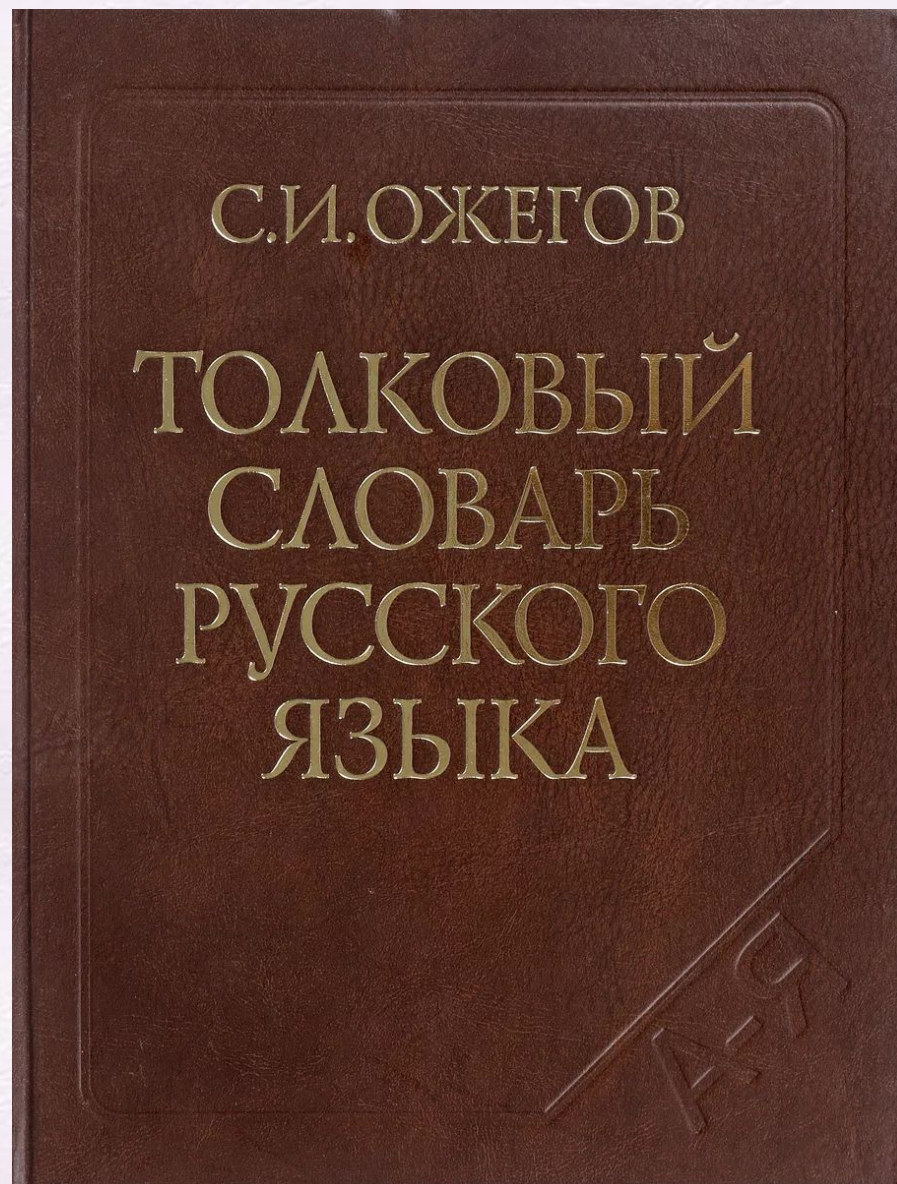 С.И. ОЖЕГОВ
ТОЛКОВЫЙ
СЛОВАРЬ
РУССКОГО
ЯЗЫКА
А-Я